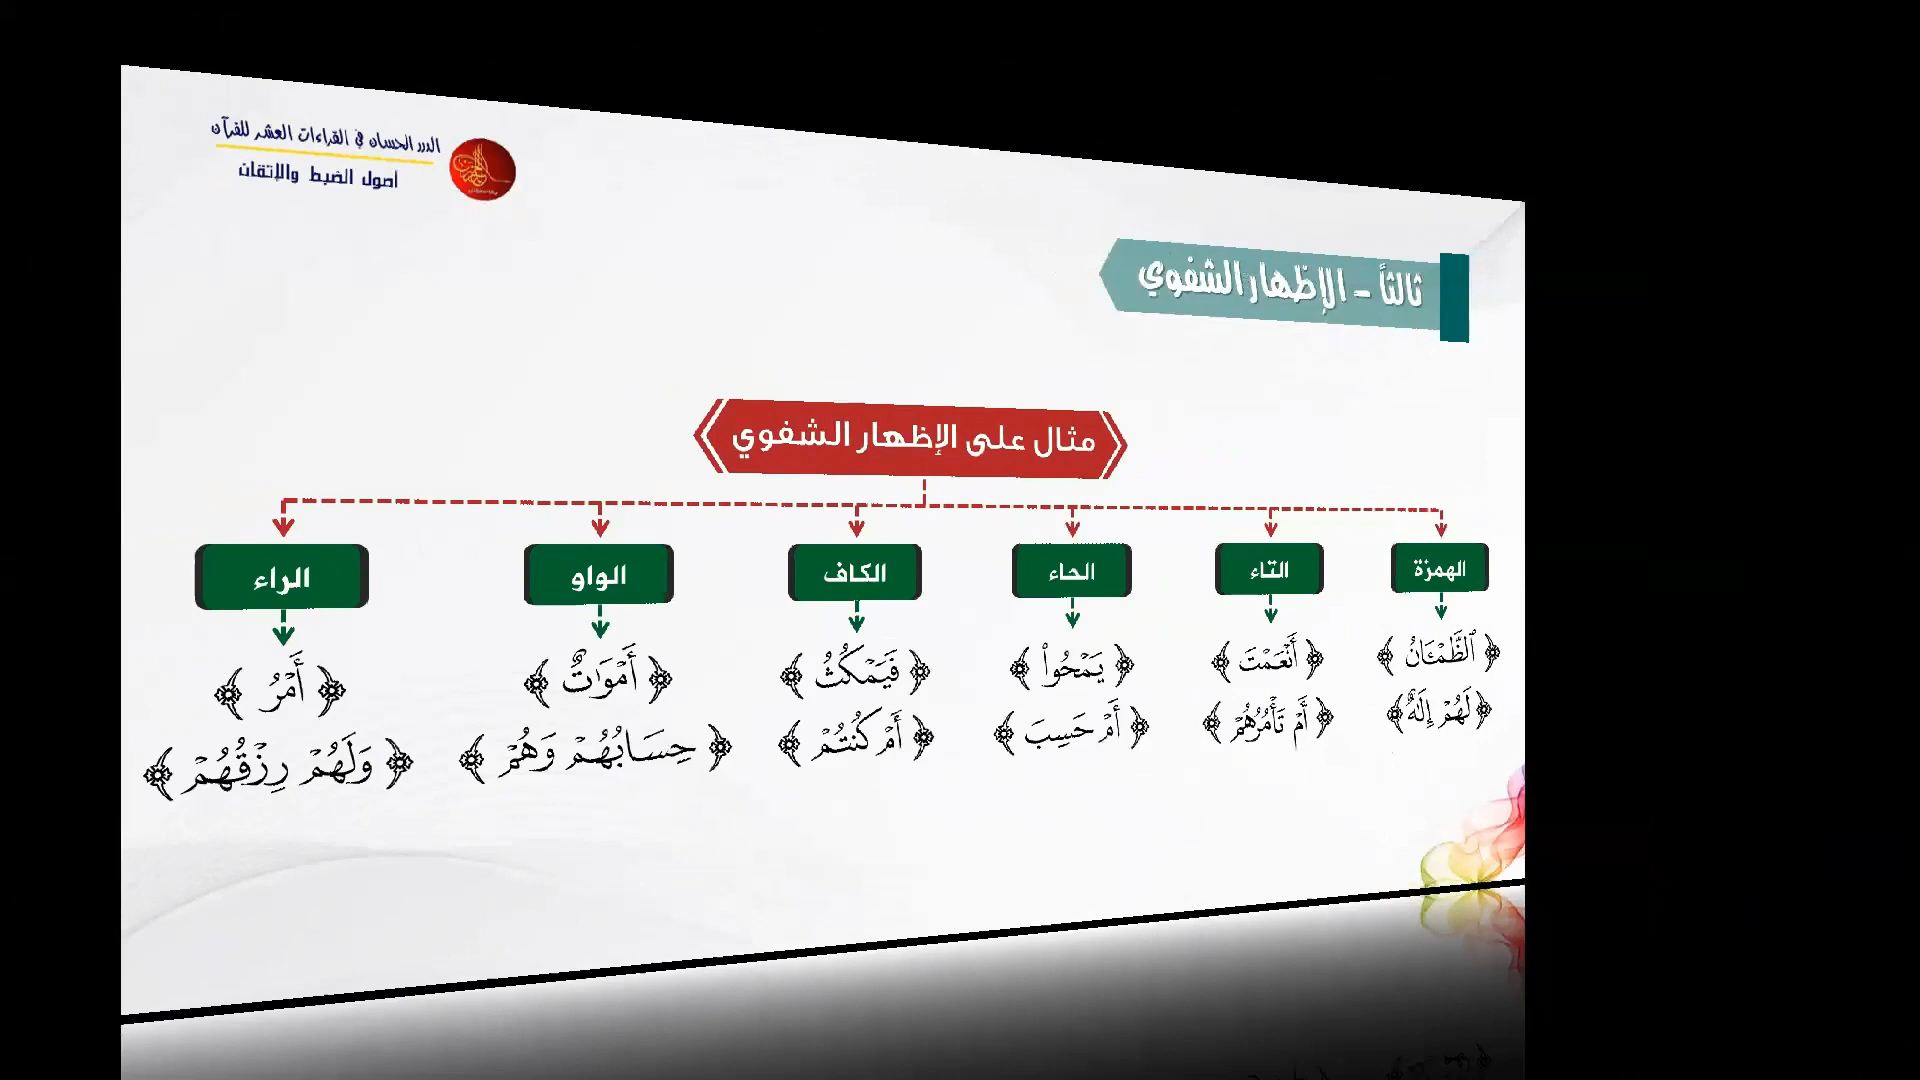 الدرر الحسان في القراءات العشر للقرآن
أصول الضبط والإتقان
ثالثاً - الإظهار الشفوي
مثال على الإظهار الشفوي
الهمزة
التاء
الحاء
الكاف
الواو
الراء
﴿ ٱلظَّمْـَٔانُ ﴾
﴿ أَنْعَمْتَ ﴾
﴿ يَمْحُوا۟ ﴾
﴿ فَيَمْكُثُ ﴾
﴿ أَمْوَٰتٌ ﴾
﴿ أَمْرُ ﴾
﴿ لَهُمْ إِلَٰهٌ ﴾
﴿ أَمْ تَأْمُرُهُمْ ﴾
﴿ أَمْ حَسِبَ ﴾
﴿ أَمْ كُنتُمْ ﴾
﴿ حِسَابُهُمْ وَهُمْ ﴾
﴿ وَلَهُمْ رِزْقُهُمْ ﴾